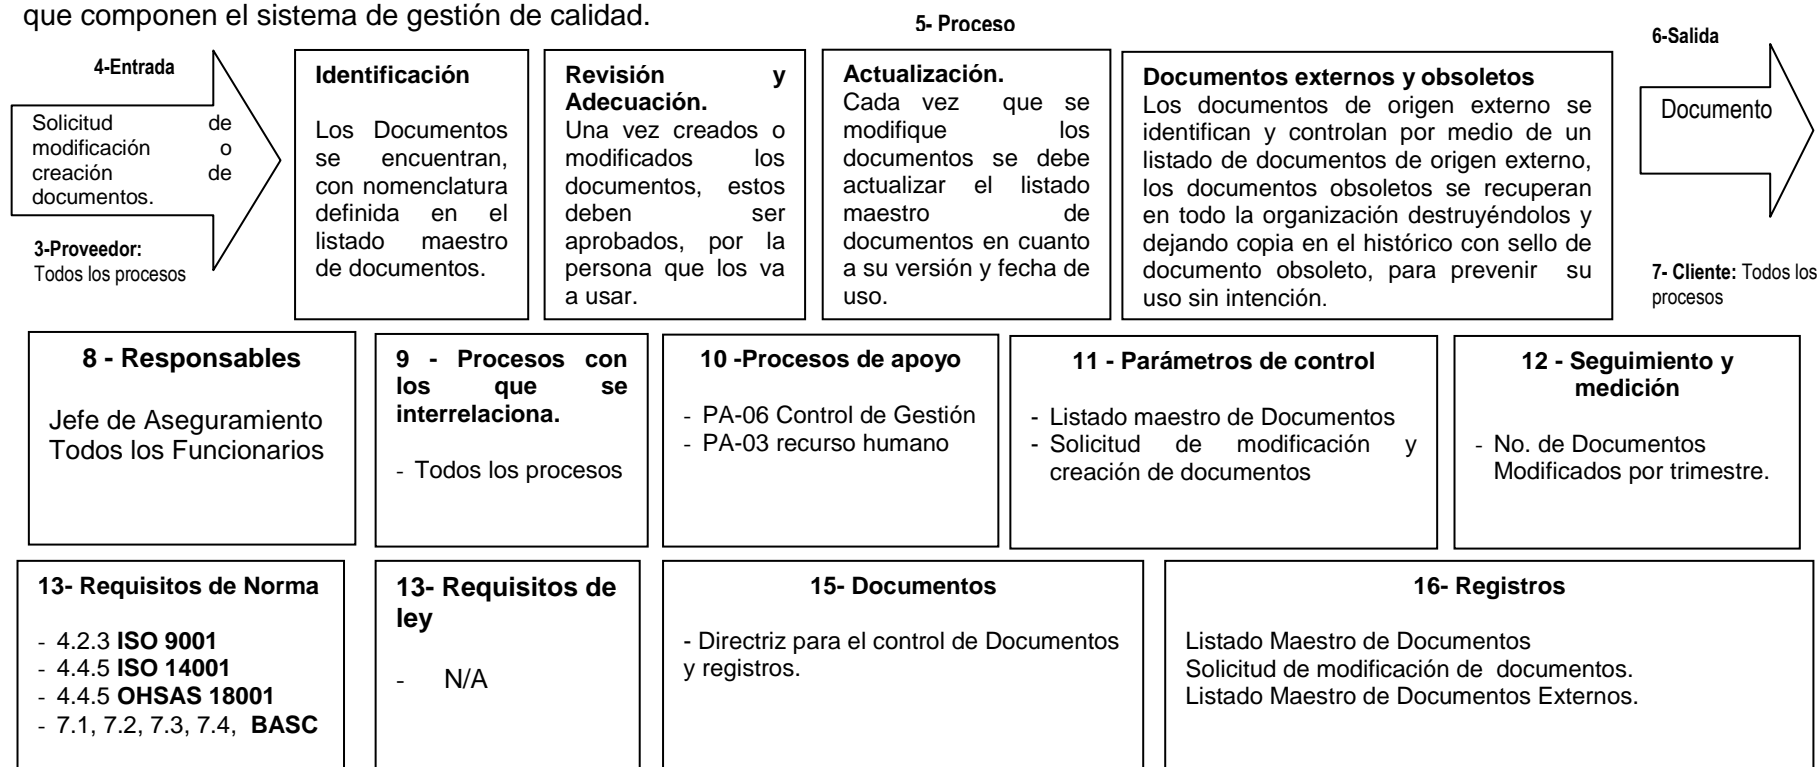 que componen el sistema de gestión de calidad.
5- Proceso
6-Salida
4-Entrada
Solicitud de
modificación o
creación de
documentos.
3-Proveedor:
Todos los procesos
Identificación
Los Documentos
se encuentran,
con nomenclatura
definida en el
listado maestro
de documentos.
Revisión y
Adecuación.
Una vez creados o
modificados los
documentos, estos
deben ser
aprobados, por la
persona que los va
a usar.
Actualización.
Cada vez que se
modifique los
documentos se debe
actualizar el listado
maestro de
documentos en cuanto
a su versión y fecha de
uso.
Documentos externos y obsoletos
Los documentos de origen externo se
identifican y controlan por medio de un
listado de documentos de origen externo,
los documentos obsoletos se recuperan
en todo la organización destruyéndolos y
dejando copia en el histórico con sello de
documento obsoleto, para prevenir su
uso sin intención.
Documento
7- Cliente: Todos los
procesos
8 - Responsables
Jefe de Aseguramiento
Todos los Funcionarios
9 - Procesos con
los que se
interrelaciona.
- Todos los procesos
10 -Procesos de apoyo
- PA-06 Control de Gestión
- PA-03 recurso humano
11 - Parámetros de control
- Listado maestro de Documentos
- Solicitud de modificación y
creación de documentos
12 - Seguimiento y
medición
- No. de Documentos
Modificados por trimestre.
13- Requisitos de Norma
- 4.2.3 ISO 9001
- 4.4.5 ISO 14001
- 4.4.5 OHSAS 18001
- 7.1, 7.2, 7.3, 7.4, BASC
13- Requisitos de
ley
- N/A
15- Documentos
- Directriz para el control de Documentos
y registros.
16- Registros
Listado Maestro de Documentos
Solicitud de modificación de documentos.
Listado Maestro de Documentos Externos.